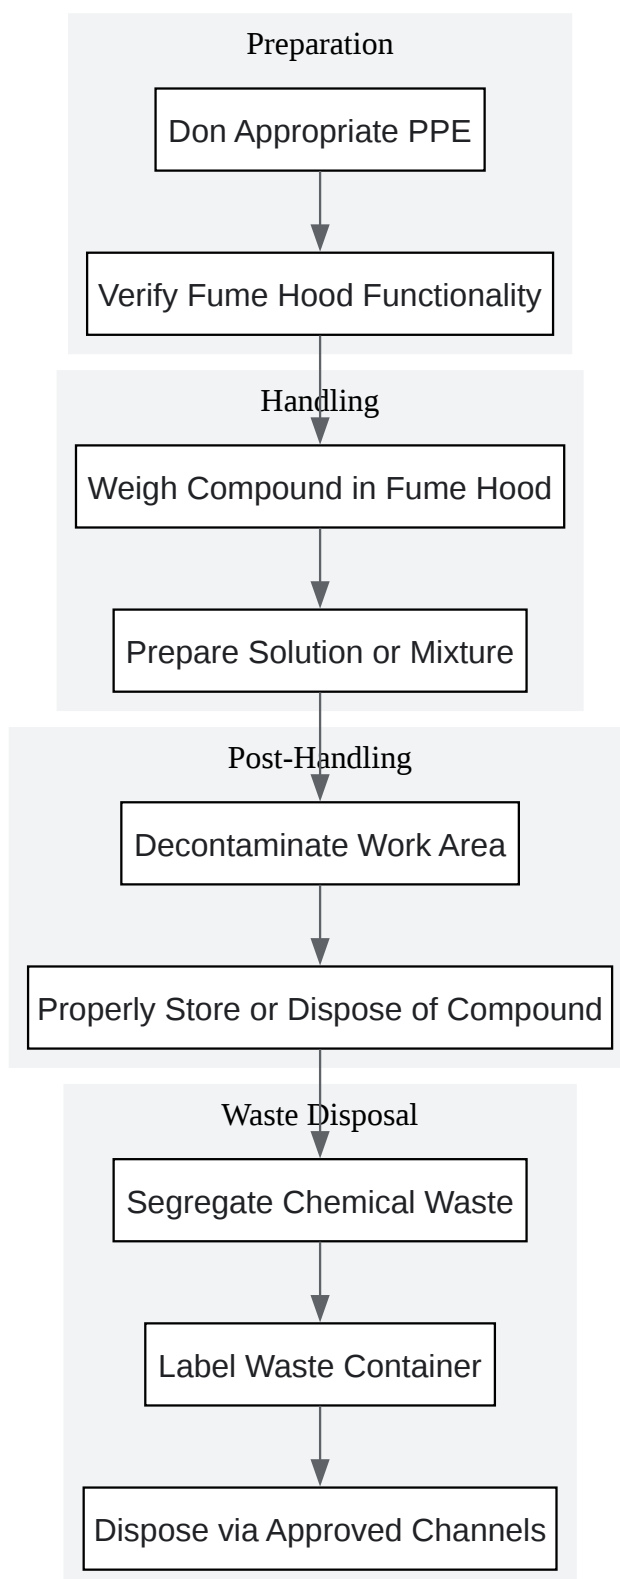 Preparation
Don Appropriate PPE
Verify Fume Hood Functionality
Handling
Weigh Compound in Fume Hood
Prepare Solution or Mixture
Post-Handling
Decontaminate Work Area
Properly Store or Dispose of Compound
Waste Disposal
Segregate Chemical Waste
Label Waste Container
Dispose via Approved Channels